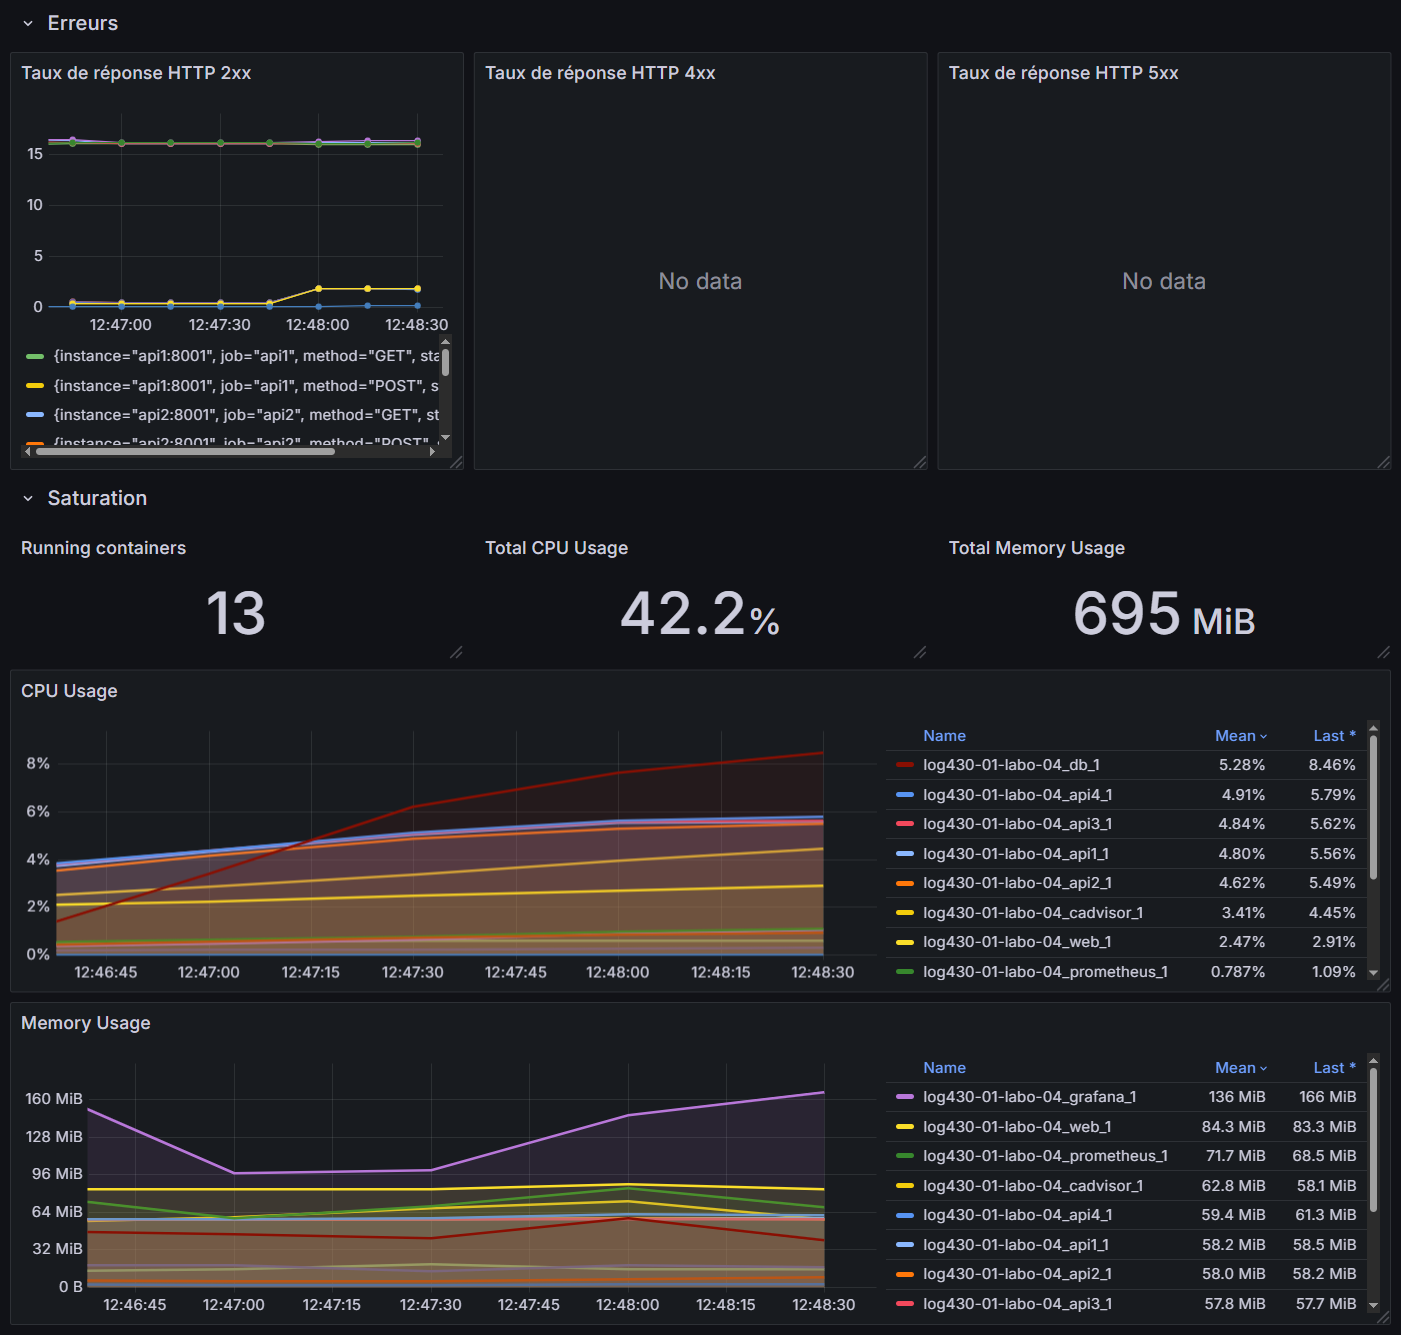 Erreurs
Taux de réponse HTTP 2xx
15
10
5
0
12:47:00 12:47:30 12:48:00 12:48:30
{instance="api1:8001", job="api1", method="GET", sta
{instance="api1:8001", job="api1", method="POST", s
{instance="api2:8001", job="api2", method="GET", st
{instance="api2:8001", job="api2", method="POST",
Taux de réponse HTTP 4xx
No data
Taux de réponse HTTP 5xx
No data
Saturation
Running containers
13
Total CPU Usage
42.2%
Total Memory Usage
695 MiB
CPU Usage
8%
6%
4%
2%
0%
12:46:45 12:47:00 12:47:15 12:47:30 12:47:45 12:48:00 12:48:15 12:48:30
Name Mean Last *
log430-01-labo-04_db_1 5.28% 8.46%
log430-01-labo-04_api4_1 4.91% 5.79%
log430-01-labo-04_api3_1 4.84% 5.62%
log430-01-labo-04_api1_1 4.80% 5.56%
log430-01-labo-04_api2_1 4.62% 5.49%
log430-01-labo-04_cadvisor_1 3.41% 4.45%
log430-01-labo-04_web_1 2.47% 2.91%
log430-01-labo-04_prometheus_1 0.787% 1.09%
Memory Usage
160 MiB
128 MiB
96 MiB
64 MiB
32 MiB
0 B
12:46:45 12:47:00 12:47:15 12:47:30 12:47:45 12:48:00 12:48:15 12:48:30
Name Mean Last *
log430-01-labo-04_grafana_1 136 MiB 166 MiB
log430-01-labo-04_web_1 84.3 MiB 83.3 MiB
log430-01-labo-04_prometheus_1 71.7 MiB 68.5 MiB
log430-01-labo-04_cadvisor_1 62.8 MiB 58.1 MiB
log430-01-labo-04_api4_1 59.4 MiB 61.3 MiB
log430-01-labo-04_api1_1 58.2 MiB 58.5 MiB
log430-01-labo-04_api2_1 58.0 MiB 58.2 MiB
log430-01-labo-04_api3_1 57.8 MiB 57.7 MiB